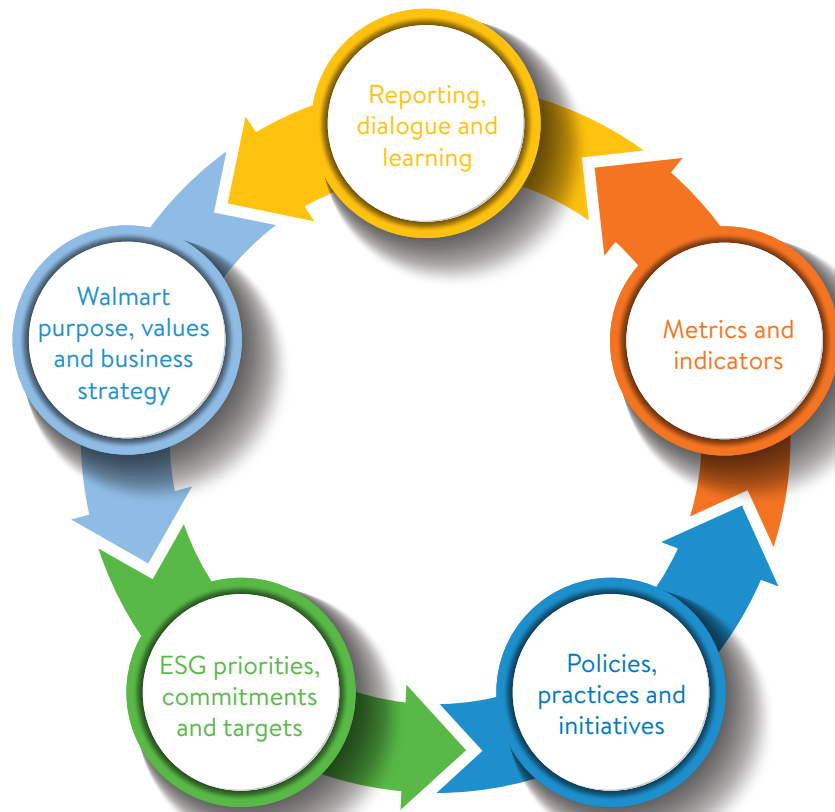 Reporting,
dialogue and
learning
Walmart
purpose, values
and business
strategy
Metrics and
indicators
ESG priorities,
commitments
and targets
Policies,
practices and
initiatives